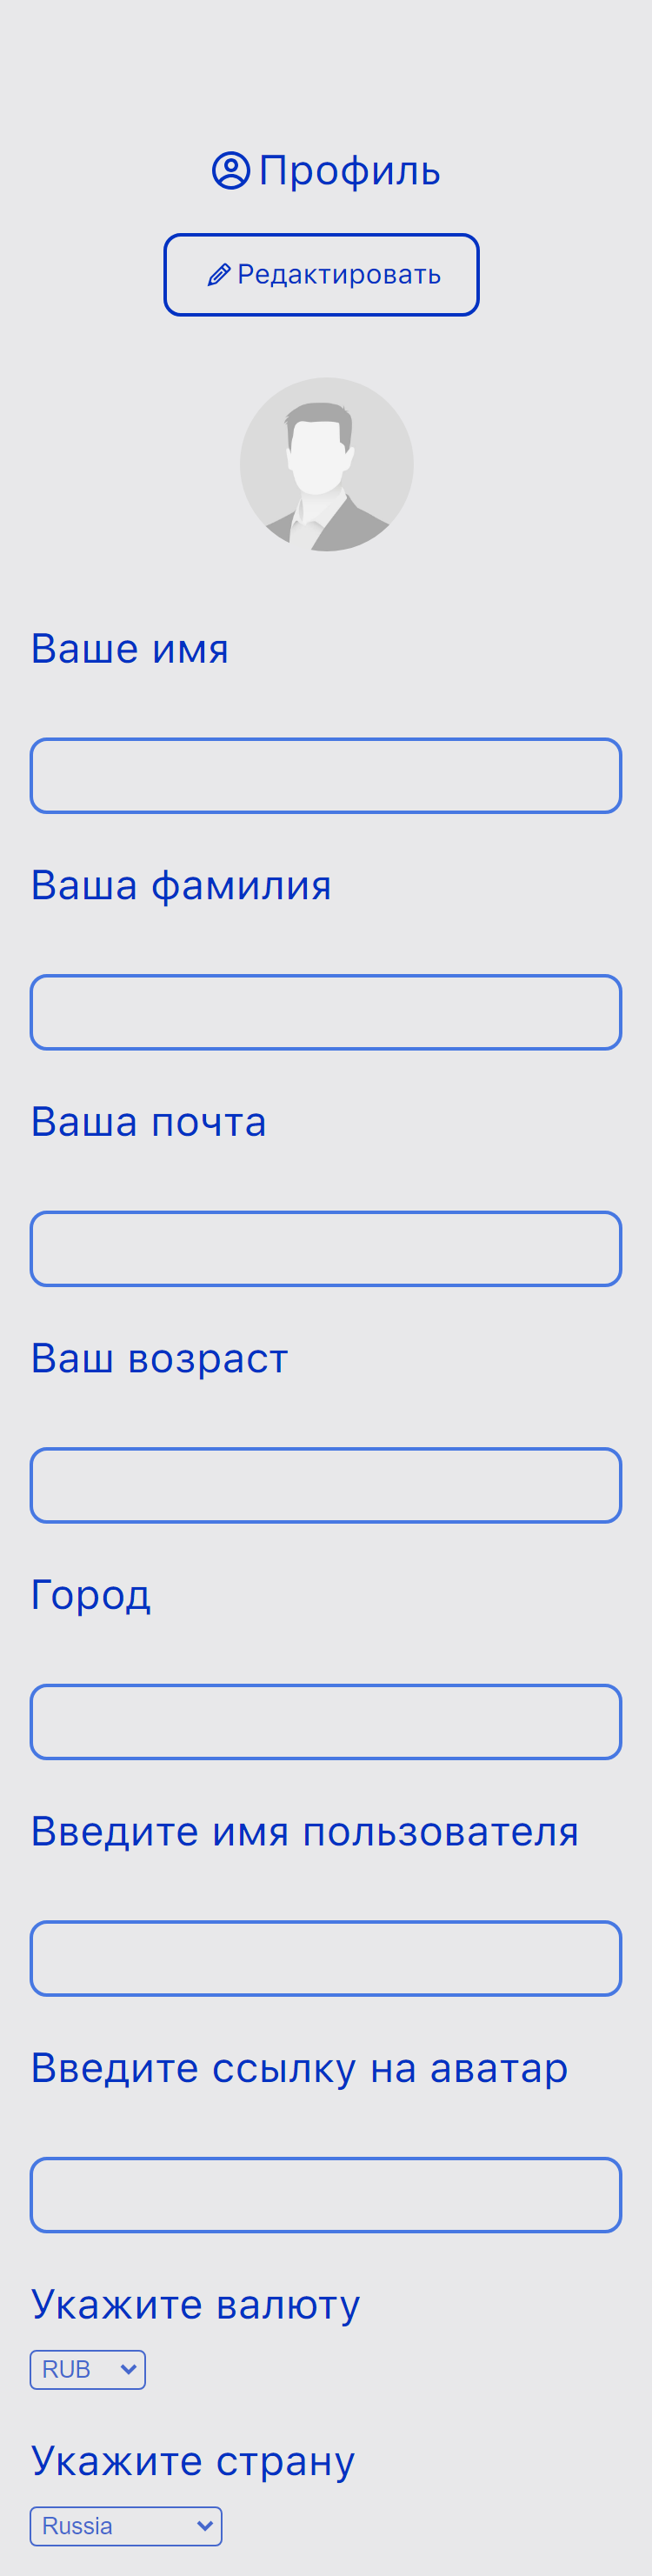 Профиль
Редактировать
Ваше имя
Ваша фамилия
Ваша почта
Ваш возраст
Город
Введите имя пользователя
Введите ссылку на аватар
Укажите валюту
RUB
Укажите страну
Russia